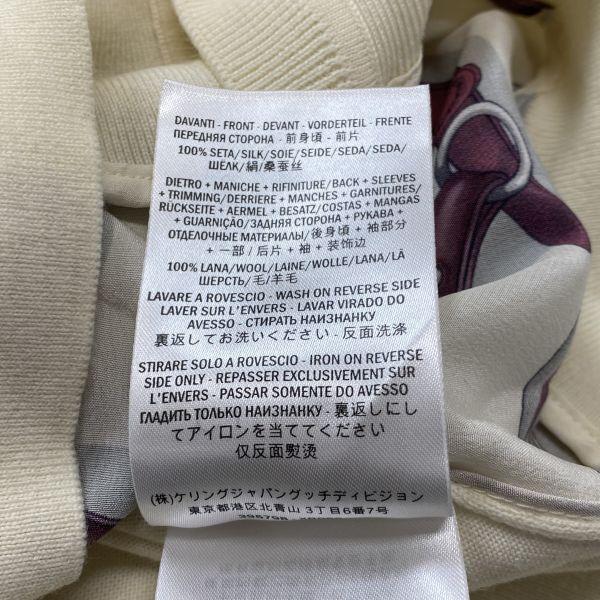 DAVANTI - FRONT - DEVANT - VORDERTEIL - FRENTE
ПЕРЕДНЯЯ СТОРОНА - 前身頃 - 前片
100% SETA/SILK/SOIE/SEIDE/SEDA/SEDA/
ШЕЛК/絹/桑蚕丝
DIETRO + MANICHE + RIFINITURE/BACK + SLEEVES
+ TRIMMING/DERRIERE + MANCHES + GARNITURES/
RÜCKSEITE + AERMEL + BESATZ/COSTAS + MANGAS
+ GUARNIÇÃO/ЗАДНЯЯ СТОРОНА + РУКАВА +
ОТДЕЛОЧНЫЕ МАТЕРИАЛЫ/後身頃 + 袖部分
+ 一部/后片 + 袖 + 装饰边
100% LANA/WOOL/LAINE/WOLLE/LANA/LÃ
ШЕРСТЬ/毛/羊毛
LAVARE A ROVESCIO - WASH ON REVERSE SIDE
LAVER SUR L'ENVERS - LAVAR VIRADO DO
AVESSO - СТИРАТЬ НАИЗНАНКУ
裏返してお洗いください - 反面洗涤
STIRARE SOLO A ROVESCIO - IRON ON REVERSE
SIDE ONLY - REPASSER EXCLUSIVEMENT SUR
L'ENVERS - PASSAR SOMENTE DO AVESSO
ГЛАДИТЬ ТОЛЬКО НАИЗНАНКУ - 裏返しにし
てアイロンを当ててください
仅反面熨烫
(株)ケリングジャパングッチディビジョン
東京都港区北青山 3丁目6番7号